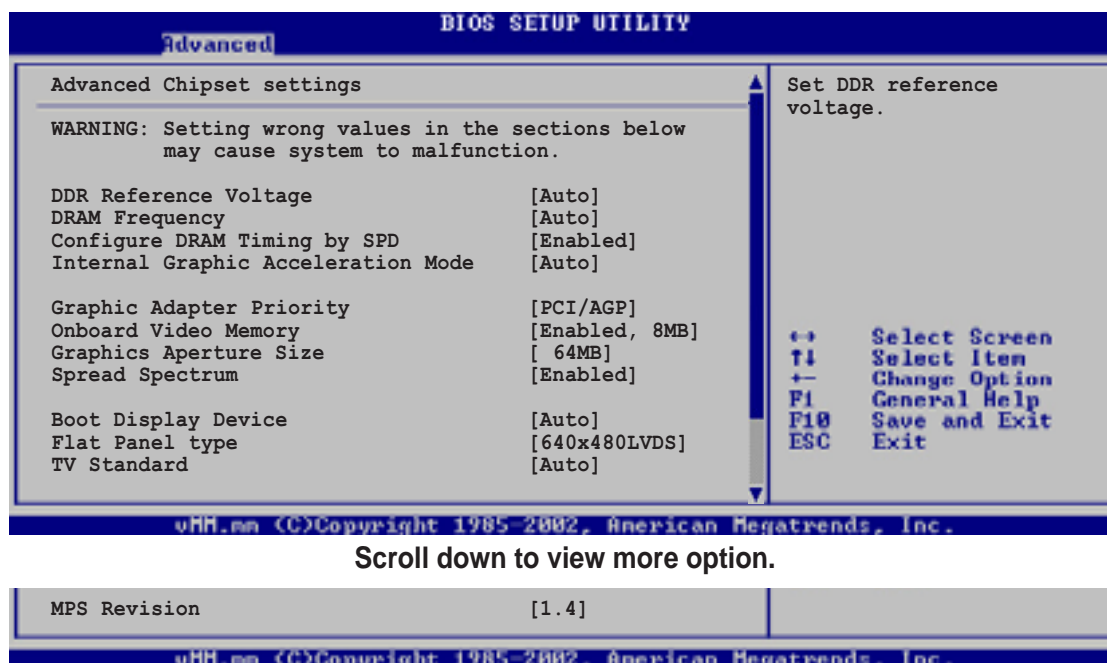 BIOS SETUP UTILITY
Advanced
Advanced Chipset settings
WARNING: Setting wrong values in the sections below
may cause system to malfunction.
DDR Reference Voltage [Auto]
DRAM Frequency [Auto]
Configure DRAM Timing by SPD [Enabled]
Internal Graphic Acceleration Mode [Auto]
Graphic Adapter Priority [PCI/AGP]
Onboard Video Memory [Enabled, 8MB]
Graphics Aperture Size [ 64MB]
Spread Spectrum [Enabled]
Boot Display Device [Auto]
Flat Panel type [640x480LVDS]
TV Standard [Auto]
Set DDR reference
voltage.
←→ Select Screen
↑↓ Select Item
+- Change Option
F1 General Help
F10 Save and Exit
ESC Exit
vMM.mm (C)Copyright 1985-2002, American Megatrends, Inc.
Scroll down to view more option.
MPS Revision [1.4]
vMM.mm (C)Copyright 1985-2002, American Megatrends, Inc.